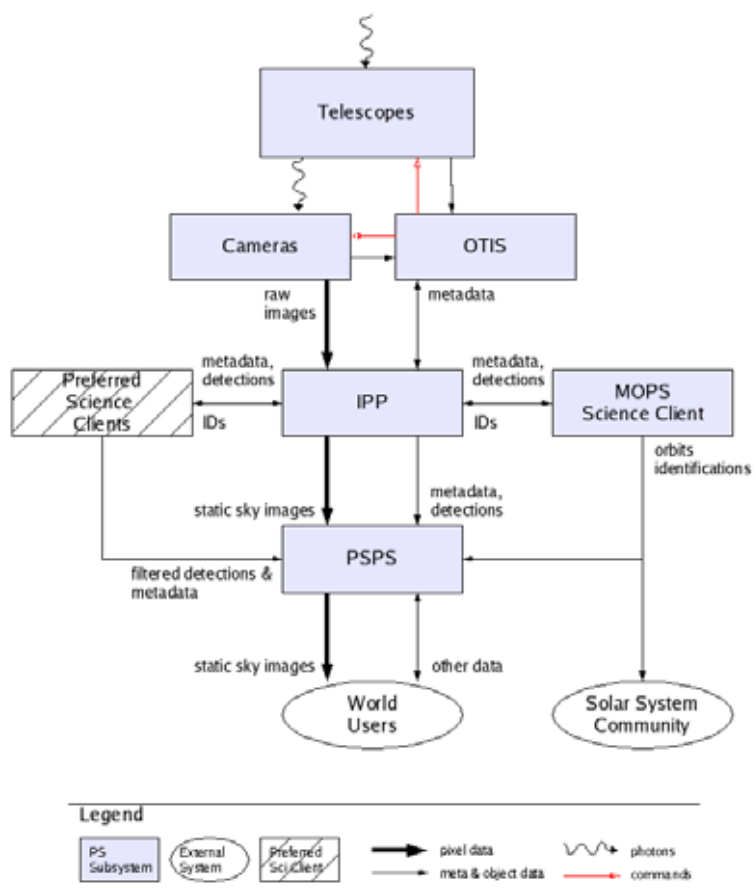 Telescopes
Cameras
OTIS
raw
images
metadata
metadata,
detections
metadata,
detections
Preferred
Science
Clients
IPP
MOPS
Science Client
IDs
IDs
orbits
identifications
static sky images
metadata,
detections
PSPS
filtered detections &
metadata
static sky images
other data
World
Users
Solar System
Community
Legend
PS
Subsystem
External
System
Preferred
Sci Client
pixel data
meta & object data
photons
commands